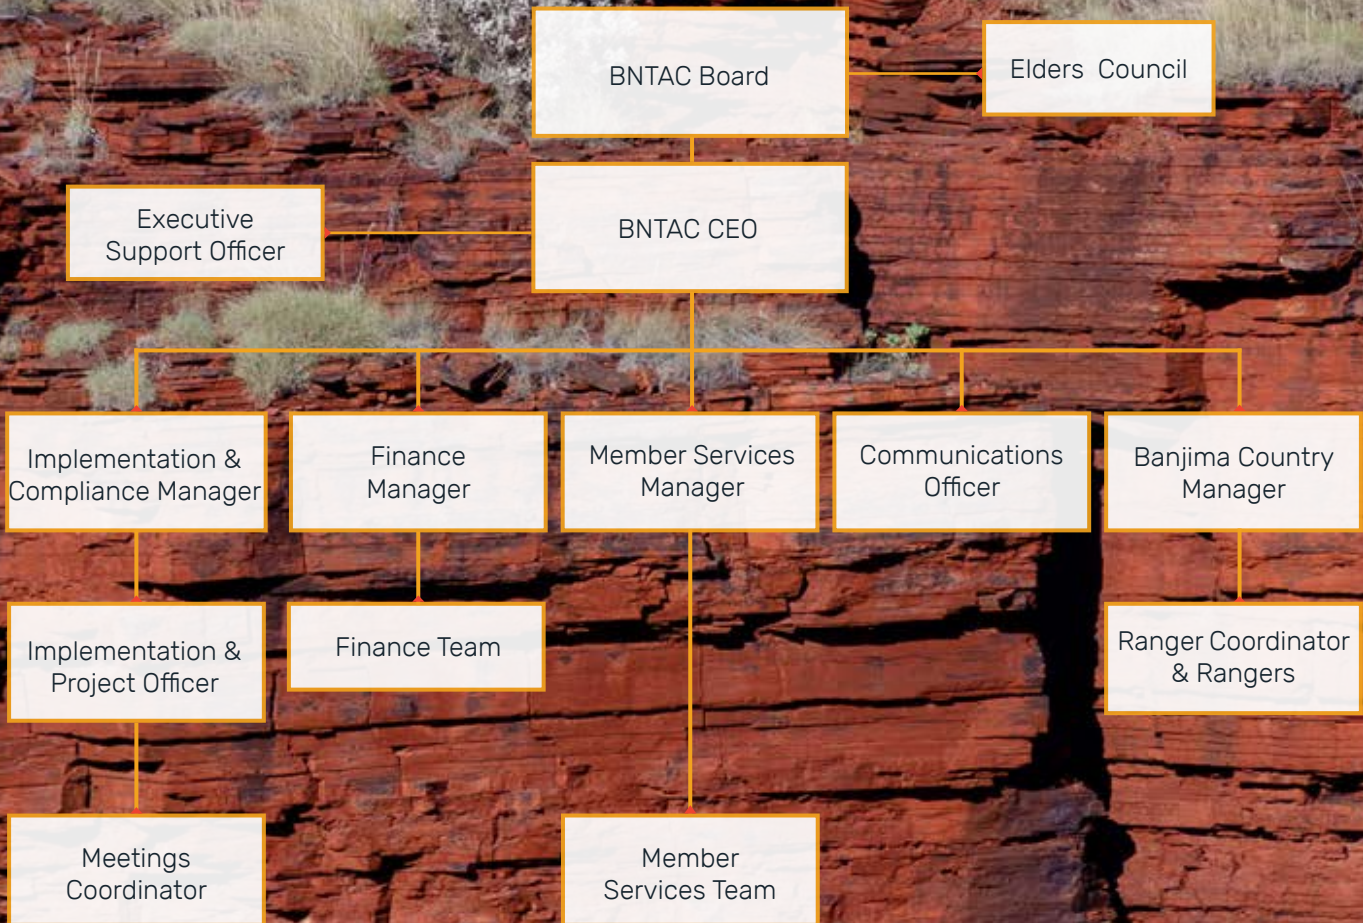 BNTAC Board
Elders Council
Executive
Support Officer
BNTAC CEO
Implementation &
Compliance Manager
Finance
Manager
Member Services
Manager
Communications
Officer
Banjima Country
Manager
Implementation &
Project Officer
Finance Team
Ranger Coordinator
& Rangers
Meetings
Coordinator
Member
Services Team